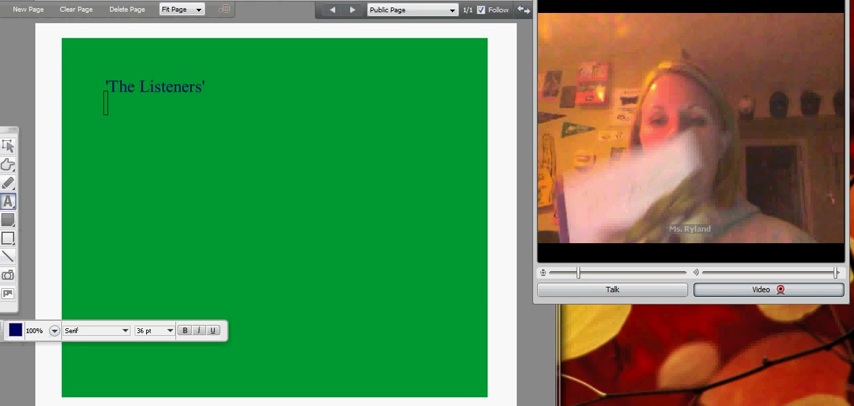 New Page Clear Page Delete Page Fit Page Public Page 1/1 Follow
'The Listeners'
Ms. Ryland
Talk Video
A
100% Serif 36 pt B i U